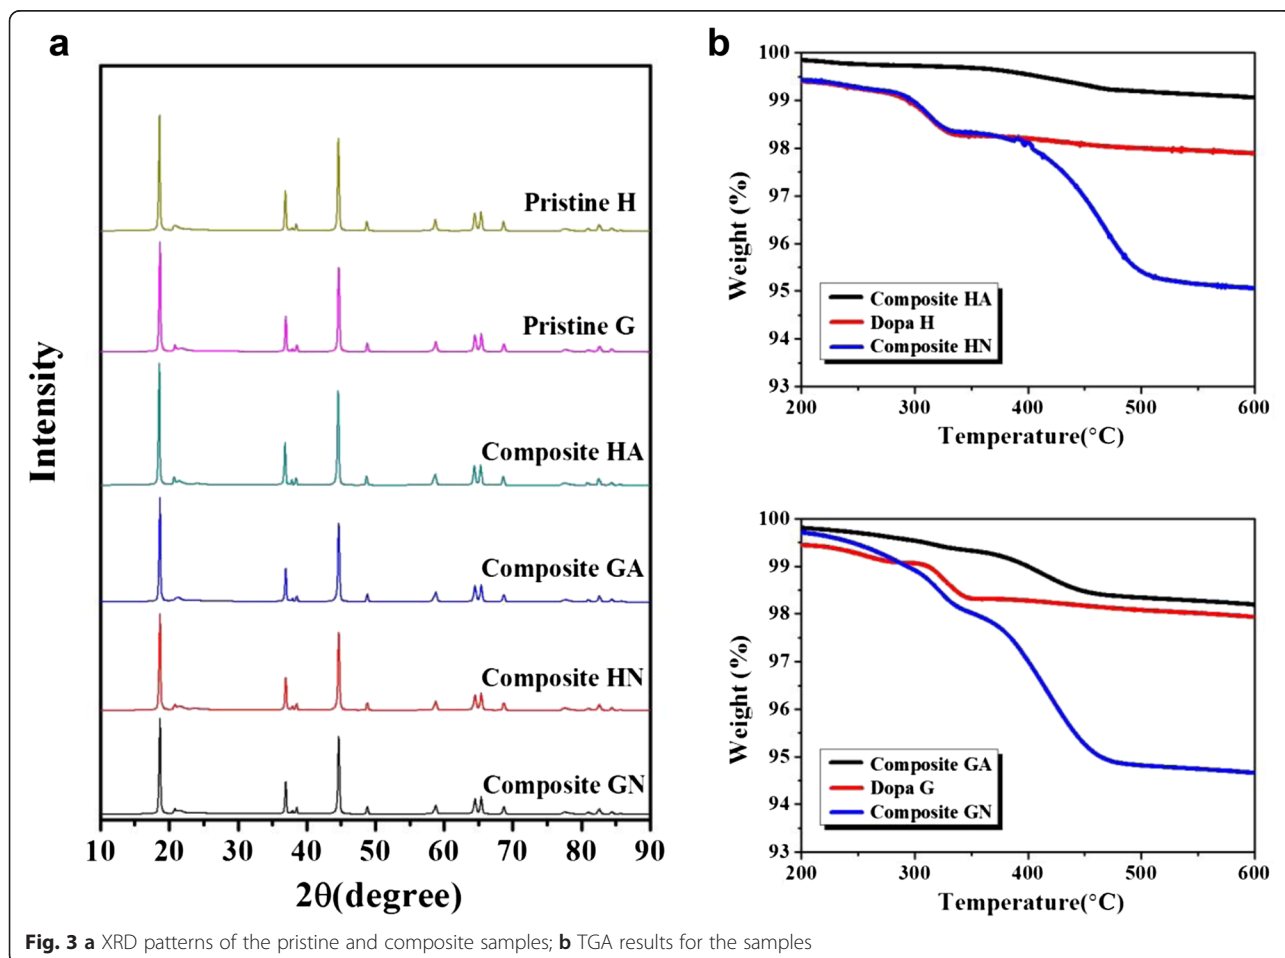 a
Intensity
Pristine H
Pristine G
Composite HA
Composite GA
Composite HN
Composite GN
10 20 30 40 50 60 70 80 90
2θ(degree)
b
Weight (%)
100
99
98
97
96
95
94
93
Composite HA
Dopa H
Composite HN
200 300 400 500 600
Temperature(°C)
Weight (%)
100
99
98
97
96
95
94
93
Composite GA
Dopa G
Composite GN
200 300 400 500 600
Temperature(°C)
Fig. 3 a XRD patterns of the pristine and composite samples; b TGA results for the samples